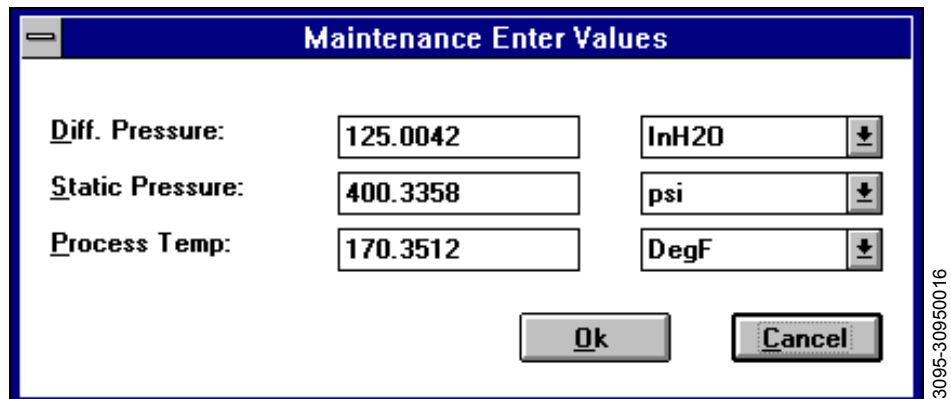 Maintenance Enter Values
Diff. Pressure: 125.0042 InH2O
Static Pressure: 400.3358 psi
Process Temp: 170.3512 DegF
Ok Cancel
3095-30950016